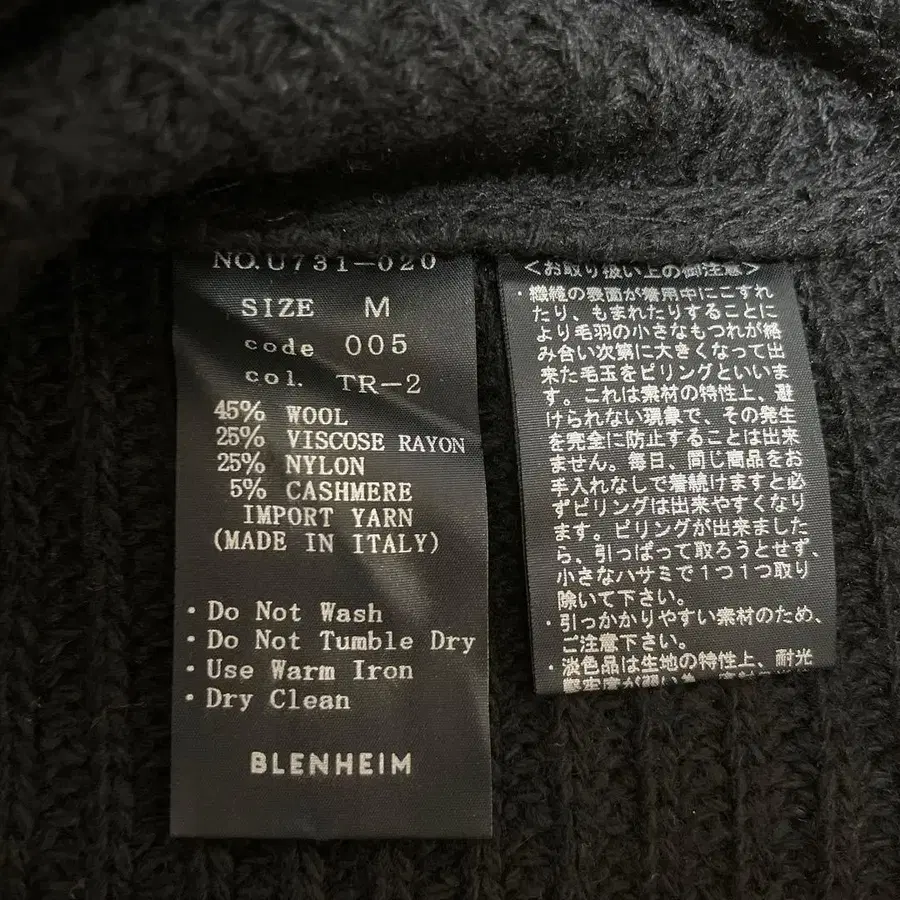 NO.U731-020
SIZE M
code 005
col. TR-2
45% WOOL
25% VISCOSE RAYON
25% NYLON
5% CASHMERE
IMPORT YARN
(MADE IN ITALY)
・Do Not Wash
・Do Not Tumble Dry
・Use Warm Iron
・Dry Clean
BLENHEIM
<お取り扱い上の御注意>
・繊維の表面が着用中にこすれ
たり、もまれたりすることに
より毛羽の小さなもつれが絡
み合い次第に大きくなって出
来た毛玉をピリングといいま
す。これは素材の特性上、避
けられない現象で、その発生
を完全に防止することは出来
ません。毎日、同じ商品をお
手入れなしで着続けますと必
ずピリングは出来やすくなり
ます。ピリングが出来ました
ら、引っぱって取ろうとせず、
小さなハサミで1つ1つ取り
除いて下さい。
・引っかかりやすい素材のため、
ご注意下さい。
・淡色品は生地の特性上、耐光
堅牢度が弱い為、